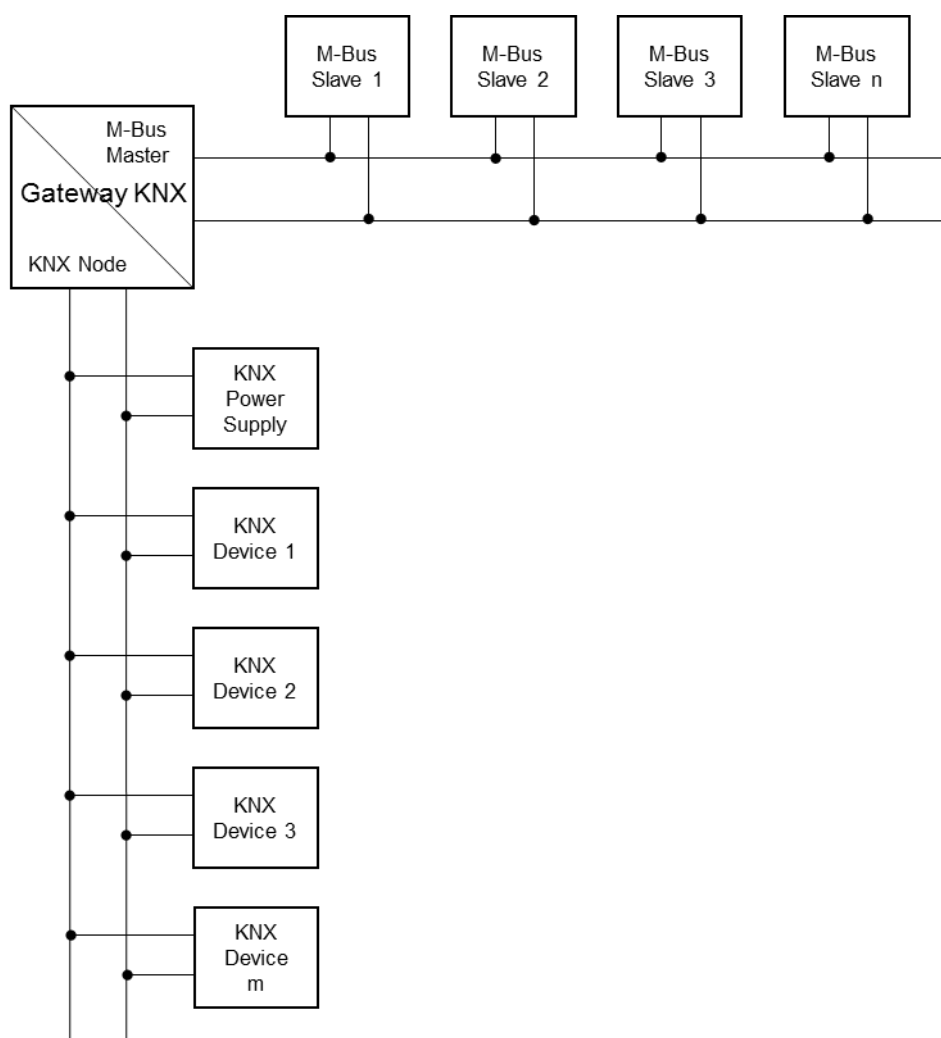 M-Bus
Slave 1
M-Bus
Slave 2
M-Bus
Slave 3
M-Bus
Slave n
M-Bus
Master
Gateway KNX
KNX Node
KNX
Power
Supply
KNX
Device 1
KNX
Device 2
KNX
Device 3
KNX
Device
m